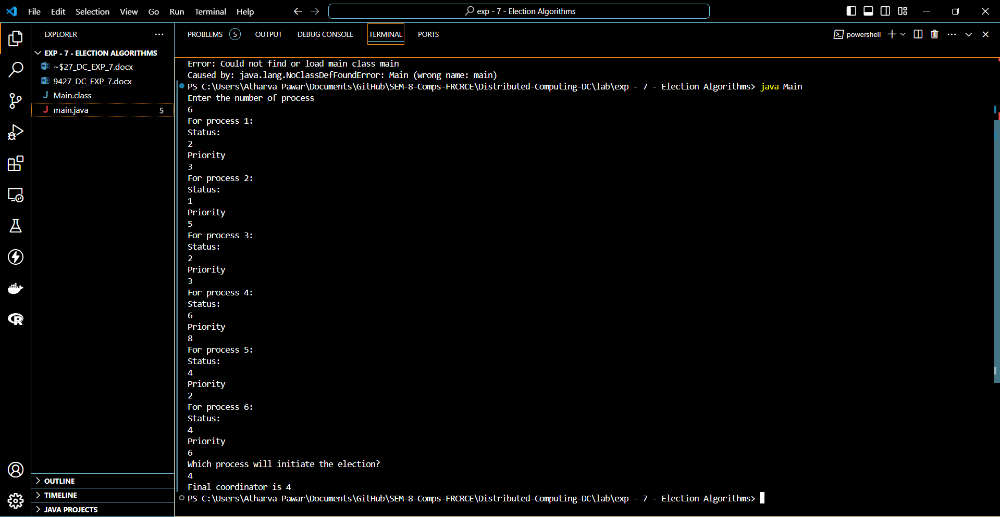 File Edit Selection View Go Run Terminal Help
exp - 7 - Election Algorithms
EXPLORER
EXP - 7 - ELECTION ALGORITHMS
~$27_DC_EXP_7.docx
9427_DC_EXP_7.docx
Main.class
main.java 5
OUTLINE
TIMELINE
JAVA PROJECTS
PROBLEMS 5 OUTPUT DEBUG CONSOLE TERMINAL PORTS
powershell
Error: Could not find or load main class main
Caused by: java.lang.NoClassDefFoundError: Main (wrong name: main)
PS C:\Users\Atharva Pawar\Documents\GitHub\SEM-8-Comps-FRCRCE\Distributed-Computing-DC\lab\exp - 7 - Election Algorithms> java Main
Enter the number of process
6
For process 1:
Status:
2
Priority
3
For process 2:
Status:
1
Priority
5
For process 3:
Status:
2
Priority
3
For process 4:
Status:
6
Priority
8
For process 5:
Status:
4
Priority
2
For process 6:
Status:
4
Priority
6
Which process will initiate the election?
4
Final coordinator is 4
PS C:\Users\Atharva Pawar\Documents\GitHub\SEM-8-Comps-FRCRCE\Distributed-Computing-DC\lab\exp - 7 - Election Algorithms>